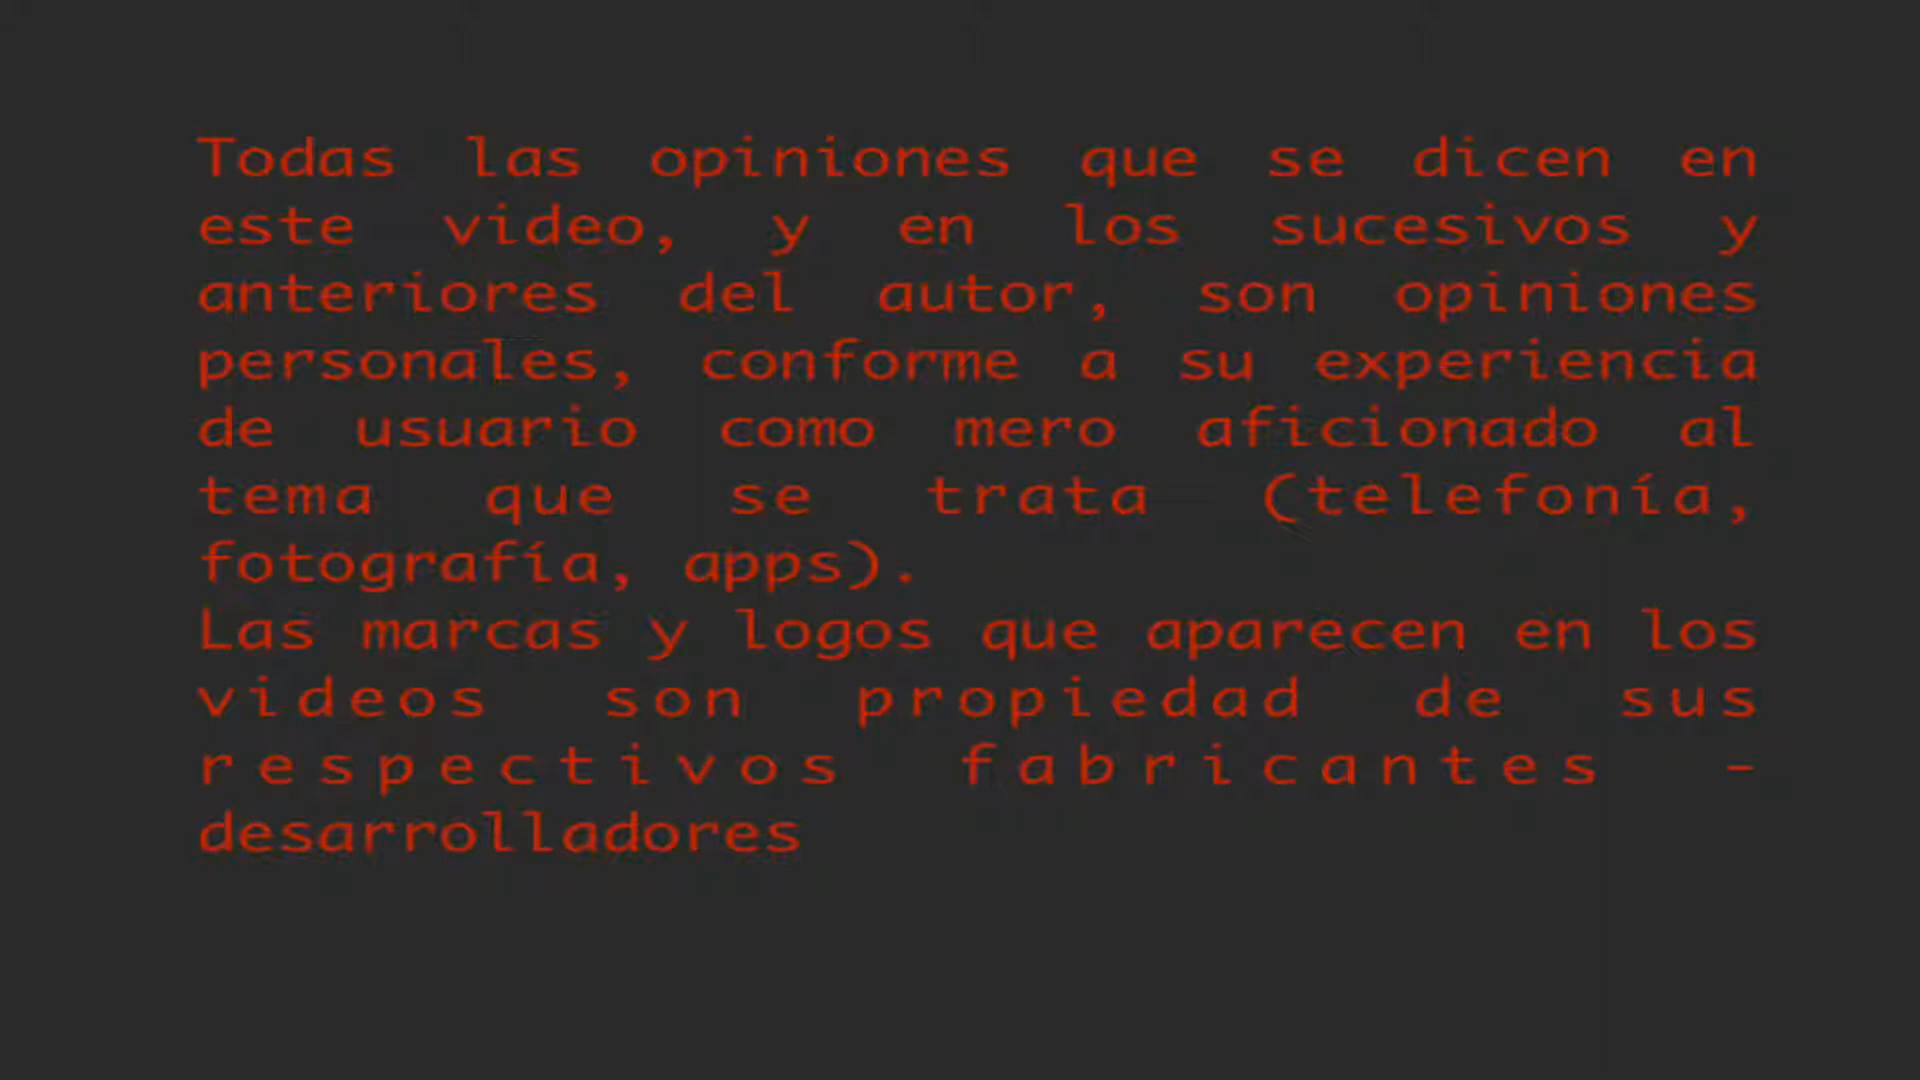 Todas las opiniones que se dicen en
este video, y en los sucesivos y
anteriores del autor, son opiniones
personales, conforme a su experiencia
de usuario como mero aficionado al
tema que se trata (telefonía,
fotografía, apps).
Las marcas y logos que aparecen en los
videos son propiedad de sus
respectivos fabricantes -
desarrolladores